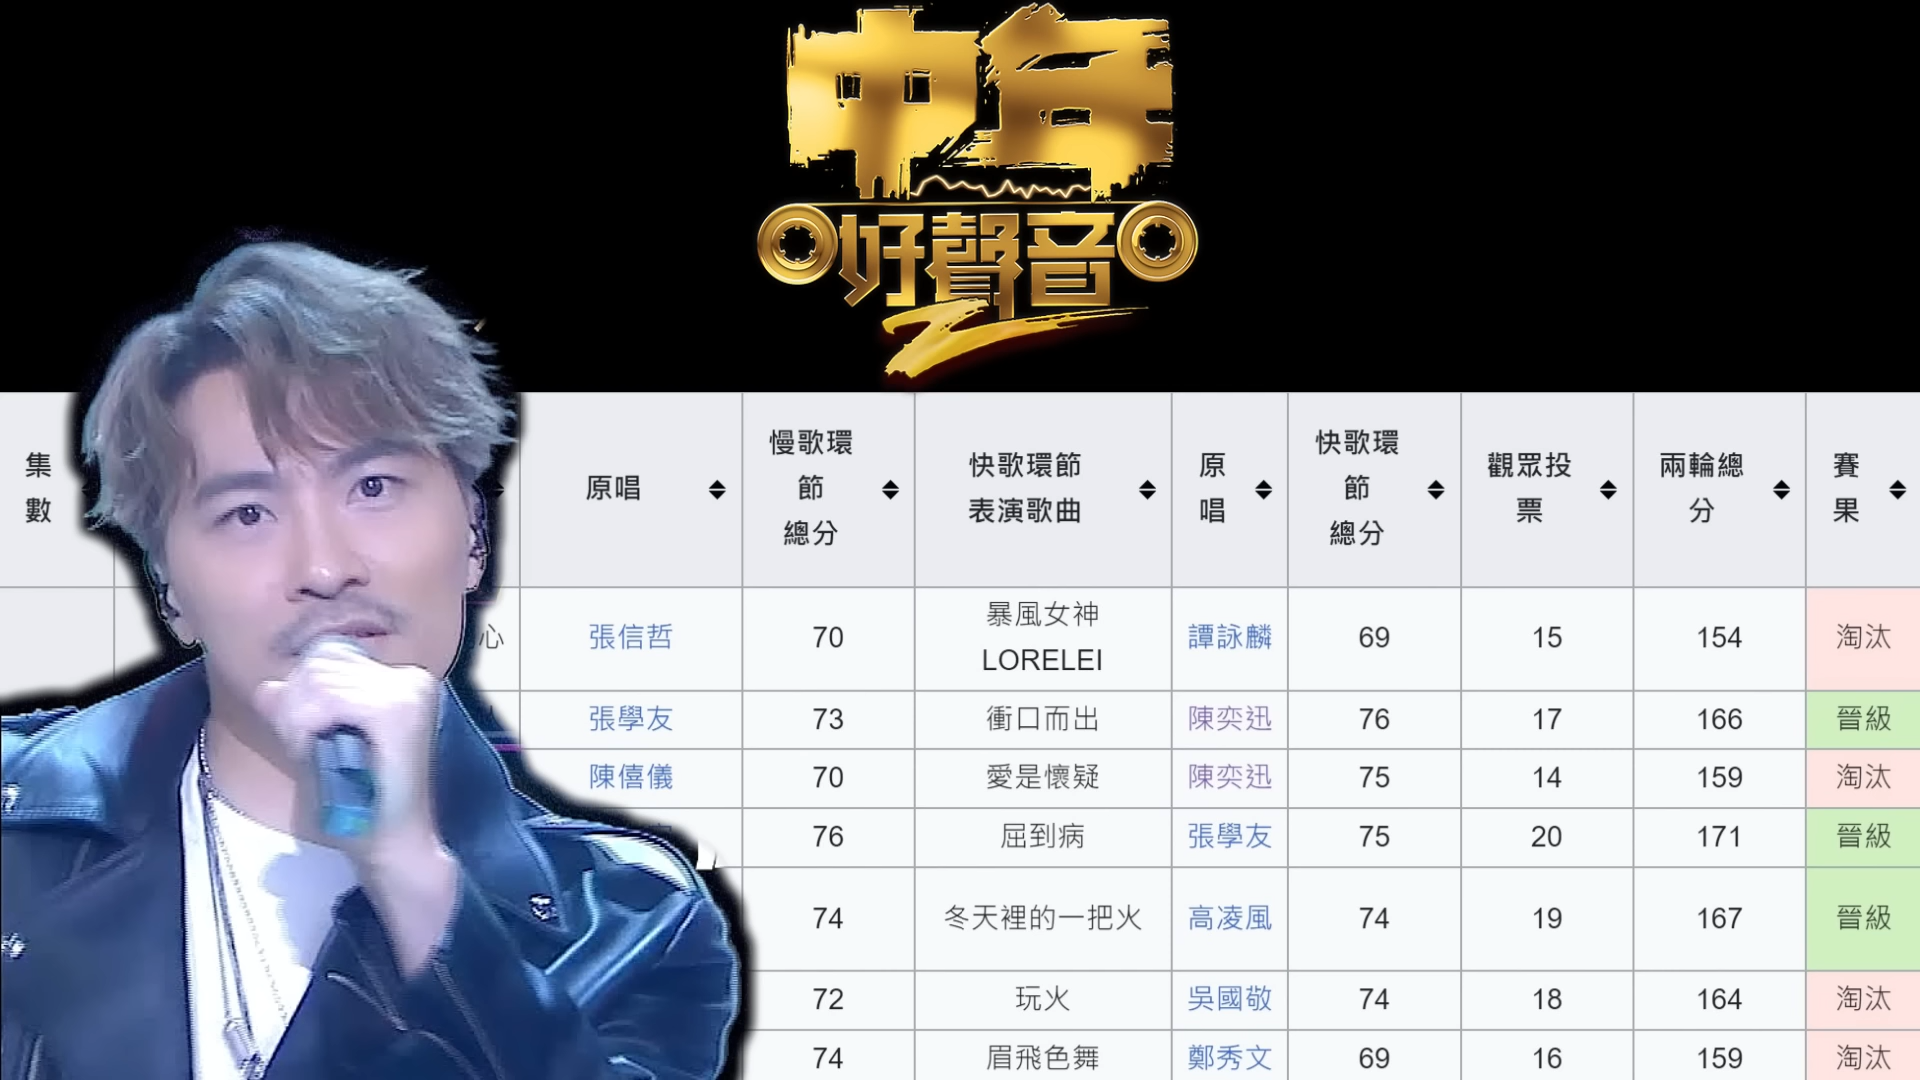 中年
好聲音
2
集
數
原唱
慢歌環
節
總分
快歌環節
表演歌曲
原
唱
快歌環
節
總分
觀眾投
票
兩輪總
分
賽
果
心 張信哲 70 暴風女神 LORELEI 譚詠麟 69 15 154 淘汰
張學友 73 衝口而出 陳奕迅 76 17 166 晉級
陳僖儀 70 愛是懷疑 陳奕迅 75 14 159 淘汰
76 屈到病 張學友 75 20 171 晉級
74 冬天裡的一把火 高凌風 74 19 167 晉級
72 玩火 吳國敬 74 18 164 淘汰
74 眉飛色舞 鄭秀文 69 16 159 淘汰